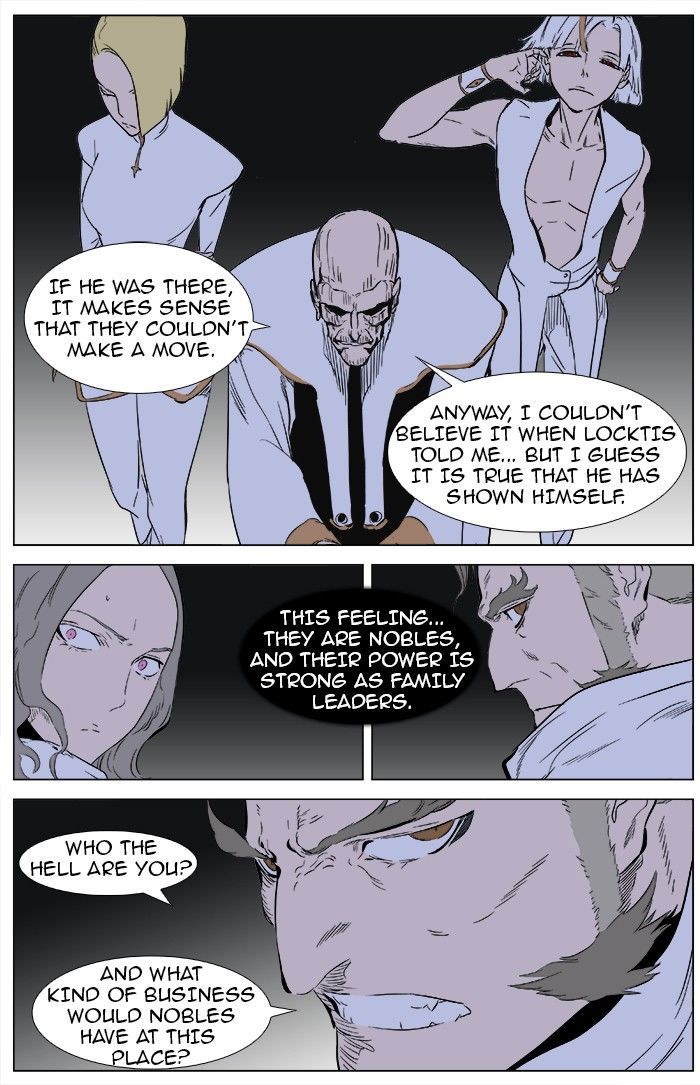 IF HE WAS THERE,
IT MAKES SENSE
THAT THEY COULDN'T
MAKE A MOVE.
ANYWAY, I COULDN'T
BELIEVE IT WHEN LOCKTIS
TOLD ME... BUT I GUESS
IT IS TRUE THAT HE HAS
SHOWN HIMSELF.
THIS FEELING...
THEY ARE NOBLES,
AND THEIR POWER IS
STRONG AS FAMILY
LEADERS.
WHO THE
HELL ARE YOU?
AND WHAT
KIND OF BUSINESS
WOULD NOBLES
HAVE AT THIS
PLACE?